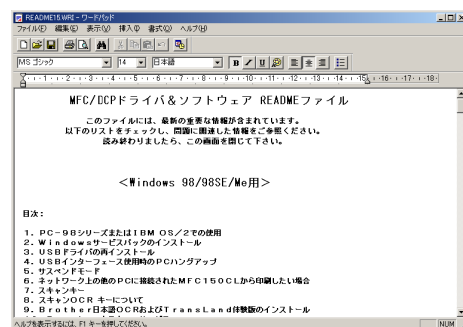 README15.WRI - ワードパッド
ファイル(F) 編集(E) 表示(V) 挿入(I) 書式(O) ヘルプ(H)
MS ゴシック 14 日本語 B / U
1 2 3 4 5 6 7 8 9 10 11 12 13 14 15 16 17 18
MFC/DCPドライバ&ソフトウェア READMEファイル
このファイルには、最新の重要な情報が含まれています。
以下のリストをチェックし、問題に関連した情報をご参照ください。
読み終わりましたら、この画面を閉じて下さい。
<Windows 98/98SE/Me用>
目次:
1. PC-98シリーズまたはIBM OS/2での使用
2. Windowsサービスパックのインストール
3. USBドライバの再インストール
4. USBインターフェース使用時のPCハングアップ
5. サスペンドモード
6. ネットワーク上の他のPCに接続されたMFC150CLから印刷したい場合
7. スキャンキー
8. スキャンOCR キーについて
9. Brother日本語OCRおよびTransLand体験版のインストール
ヘルプを表示するには、F1 キーを押してください。 NUM